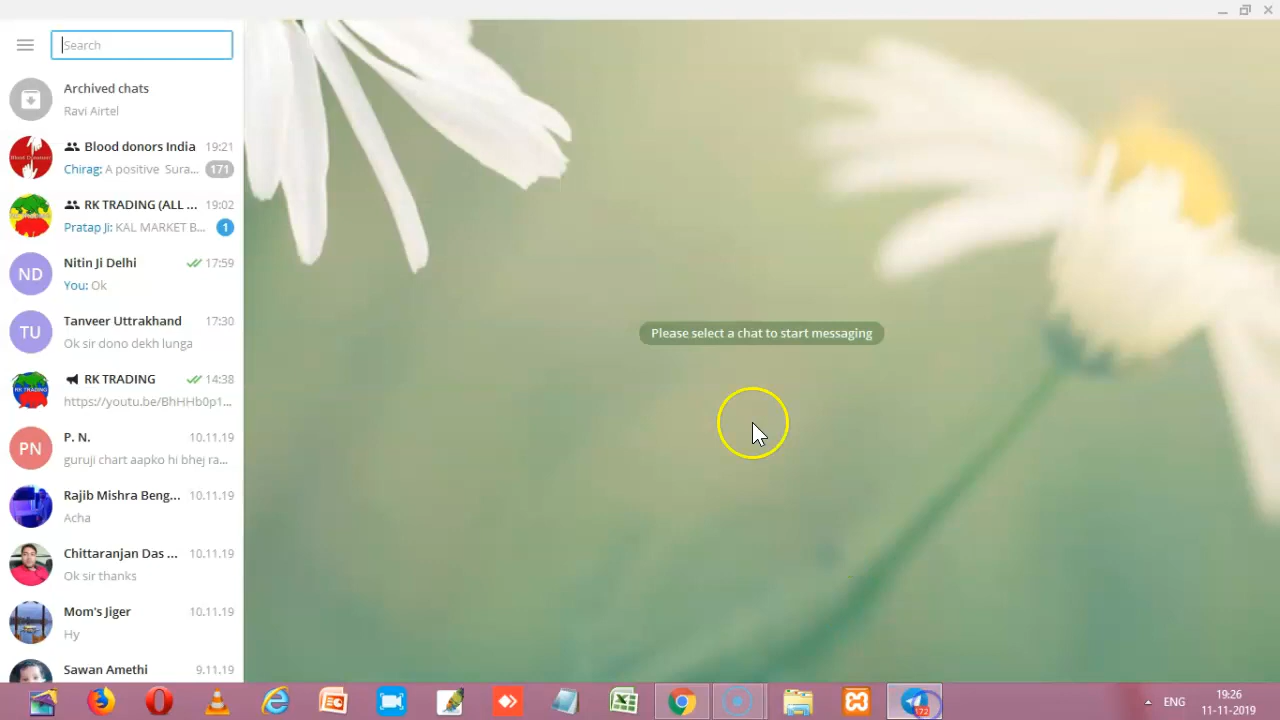 Search
Archived chats
Ravi Airtel
Blood donors India 19:21
Chirag: A positive Sura... 171
RK TRADING (ALL ... 19:02
Pratap Ji: KAL MARKET B... 1
ND
Nitin Ji Delhi 17:59
You: Ok
TU
Tanveer Uttrakhand 17:30
Ok sir dono dekh lunga
RK TRADING
RK TRADING 14:38
https://youtu.be/BhHHb0p1...
PN
P. N. 10.11.19
guruji chart aapko hi bhej ra...
Rajib Mishra Beng... 10.11.19
Acha
Chittaranjan Das ... 10.11.19
Ok sir thanks
Mom's Jiger 10.11.19
Hy
Sawan Amethi 9.11.19
Please select a chat to start messaging
172
ENG
19:26
11-11-2019